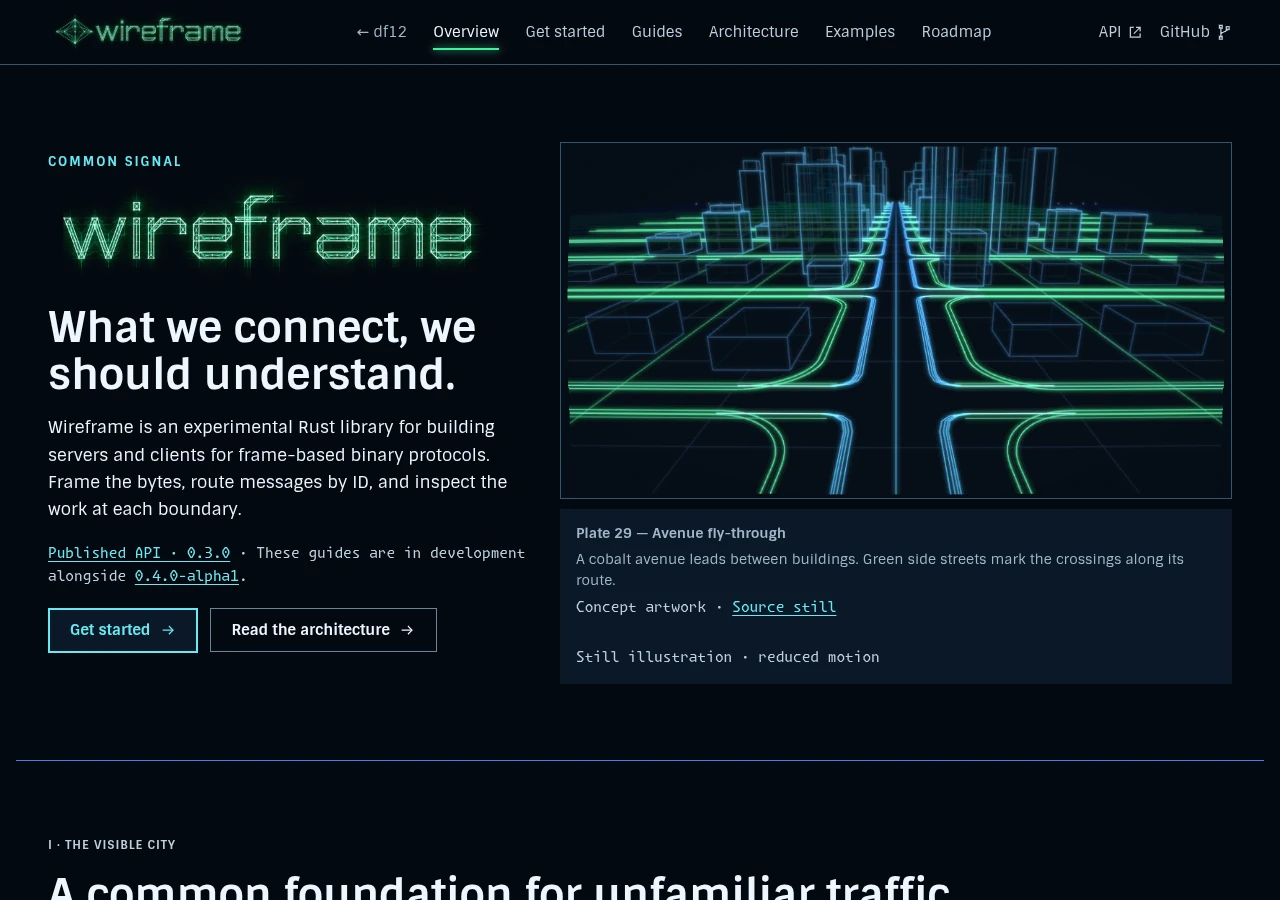 wireframe
← df12
Overview
Get started
Guides
Architecture
Examples
Roadmap
API
GitHub
COMMON SIGNAL
wireframe
What we connect, we
should understand.
Wireframe is an experimental Rust library for building
servers and clients for frame-based binary protocols.
Frame the bytes, route messages by ID, and inspect the
work at each boundary.
Published API · 0.3.0 · These guides are in development
alongside 0.4.0-alpha1.
Get started →
Read the architecture →
Plate 29 — Avenue fly-through
A cobalt avenue leads between buildings. Green side streets mark the crossings along its
route.
Concept artwork · Source still
Still illustration · reduced motion
I · THE VISIBLE CITY
A common foundation for unfamiliar traffic